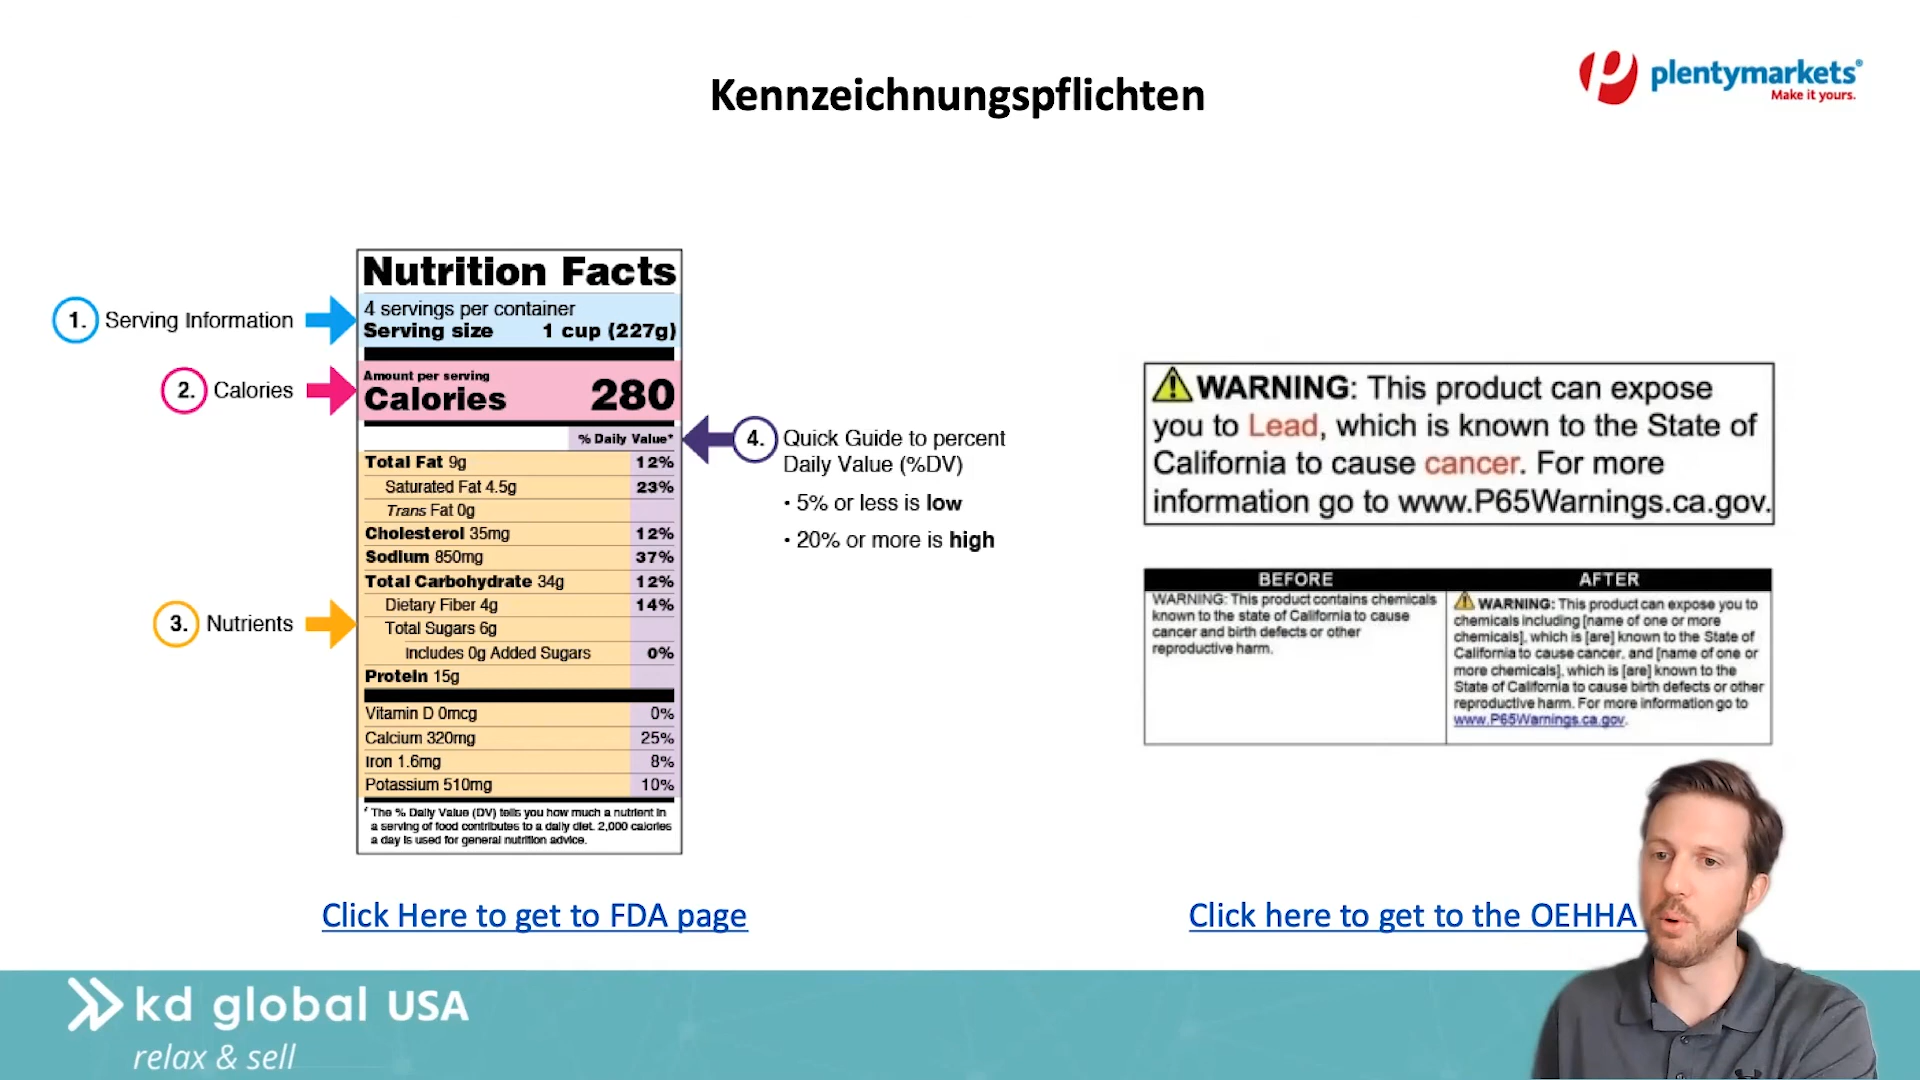 Kennzeichnungspflichten
plentymarkets®
Make it yours.
Nutrition Facts
4 servings per container
Serving size 1 cup (227g)
Amount per serving
Calories 280
% Daily Value*
Total Fat 9g 12%
Saturated Fat 4.5g 23%
Trans Fat 0g
Cholesterol 35mg 12%
Sodium 850mg 37%
Total Carbohydrate 34g 12%
Dietary Fiber 4g 14%
Total Sugars 6g
Includes 0g Added Sugars 0%
Protein 15g
Vitamin D 0mcg 0%
Calcium 320mg 25%
Iron 1.6mg 8%
Potassium 510mg 10%
* The % Daily Value (DV) tells you how much a nutrient in
a serving of food contributes to a daily diet. 2,000 calories
a day is used for general nutrition advice.
1. Serving Information
2. Calories
3. Nutrients
4. Quick Guide to percent
Daily Value (%DV)
• 5% or less is low
• 20% or more is high
WARNING: This product can expose
you to Lead, which is known to the State of
California to cause cancer. For more
information go to www.P65Warnings.ca.gov.
BEFORE
WARNING: This product contains chemicals
known to the state of California to cause
cancer and birth defects or other
reproductive harm.
AFTER
WARNING: This product can expose you to
chemicals including [name of one or more
chemicals], which is [are] known to the State of
California to cause cancer, and [name of one or
more chemicals], which is [are] known to the
State of California to cause birth defects or other
reproductive harm. For more information go to
www.P65Warnings.ca.gov.
Click Here to get to FDA page
Click here to get to the OEHHA
kd global USA
relax & sell